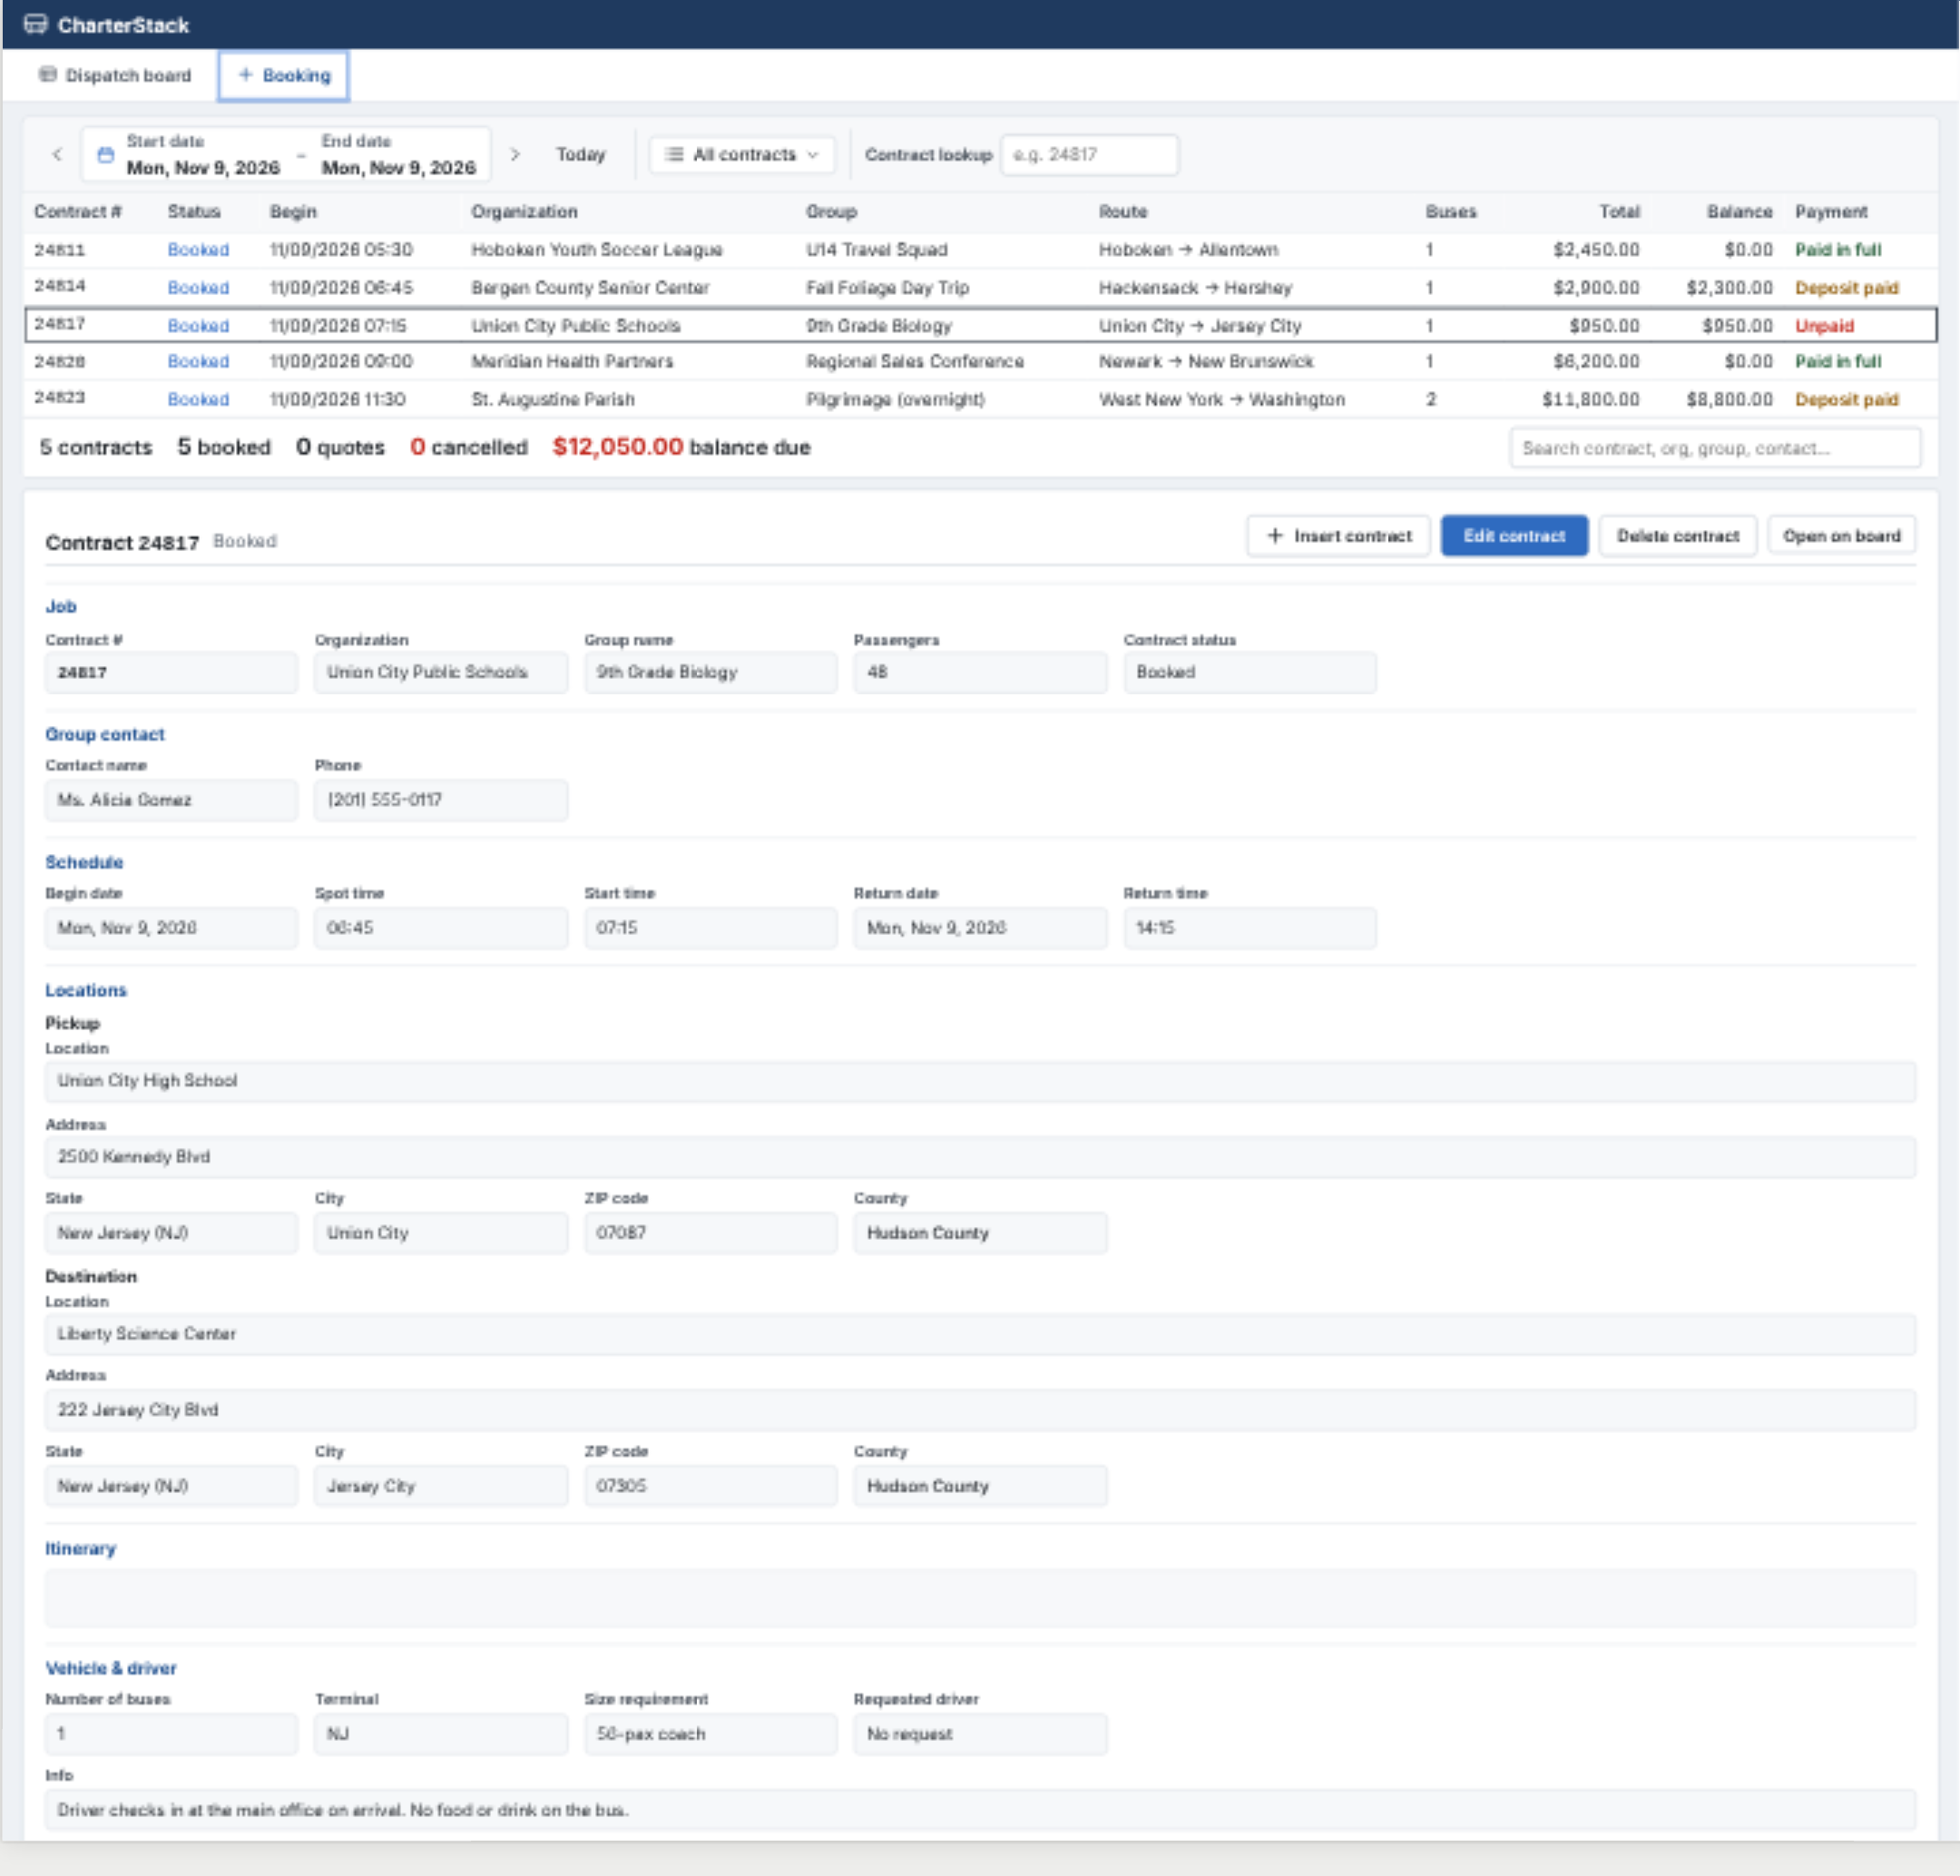 CharterStack
Dispatch board + Booking
Start date End date
Mon, Nov 9, 2026 – Mon, Nov 9, 2026 Today All contracts Contract lookup e.g. 24817
Contract # Status Begin Organization Group Route Buses Total Balance Payment
24811 Booked 11/09/2026 05:30 Hoboken Youth Soccer League U14 Travel Squad Hoboken → Allentown 1 $2,450.00 $0.00 Paid in full
24814 Booked 11/09/2026 06:45 Bergen County Senior Center Fall Foliage Day Trip Hackensack → Hershey 1 $2,900.00 $2,300.00 Deposit paid
24817 Booked 11/09/2026 07:15 Union City Public Schools 9th Grade Biology Union City → Jersey City 1 $950.00 $950.00 Unpaid
24820 Booked 11/09/2026 09:00 Meridian Health Partners Regional Sales Conference Newark → New Brunswick 1 $6,200.00 $0.00 Paid in full
24823 Booked 11/09/2026 11:30 St. Augustine Parish Pilgrimage (overnight) West New York → Washington 2 $11,800.00 $8,800.00 Deposit paid
5 contracts 5 booked 0 quotes 0 cancelled $12,050.00 balance due Search contract, org, group, contact...
Contract 24817 Booked + Insert contract Edit contract Delete contract Open on board
Job
Contract # Organization Group name Passengers Contract status
24817 Union City Public Schools 9th Grade Biology 48 Booked
Group contact
Contact name Phone
Ms. Alicia Gomez (201) 555-0117
Schedule
Begin date Spot time Start time Return date Return time
Mon, Nov 9, 2026 06:45 07:15 Mon, Nov 9, 2026 14:15
Locations
Pickup
Location
Union City High School
Address
2500 Kennedy Blvd
State City ZIP code County
New Jersey (NJ) Union City 07087 Hudson County
Destination
Location
Liberty Science Center
Address
222 Jersey City Blvd
State City ZIP code County
New Jersey (NJ) Jersey City 07305 Hudson County
Itinerary
Vehicle & driver
Number of buses Terminal Size requirement Requested driver
1 NJ 56-pax coach No request
Info
Driver checks in at the main office on arrival. No food or drink on the bus.